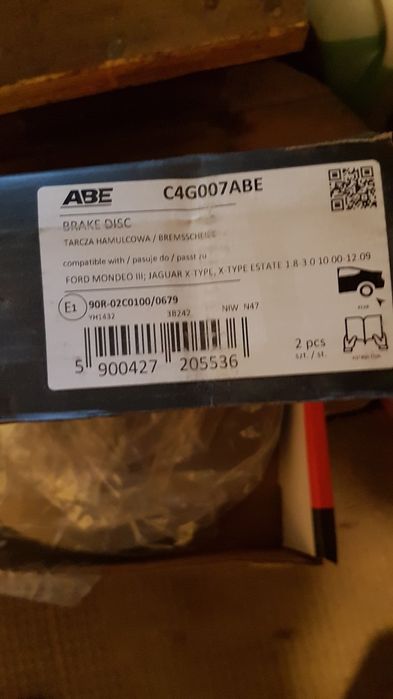 ABE C4G007ABE
BRAKE DISC
TARCZA HAMULCOWA / BREMSSCHEIBE
compatible with / pasuje do / passt zu
FORD MONDEO III; JAGUAR X-TYPE, X-TYPE ESTATE 1.8-3.0 10.00-12.09
E1 90R-02C0100/0679
YH1432 38242 NIW N47
2 pcs
szt. / st.
5 900427 205536